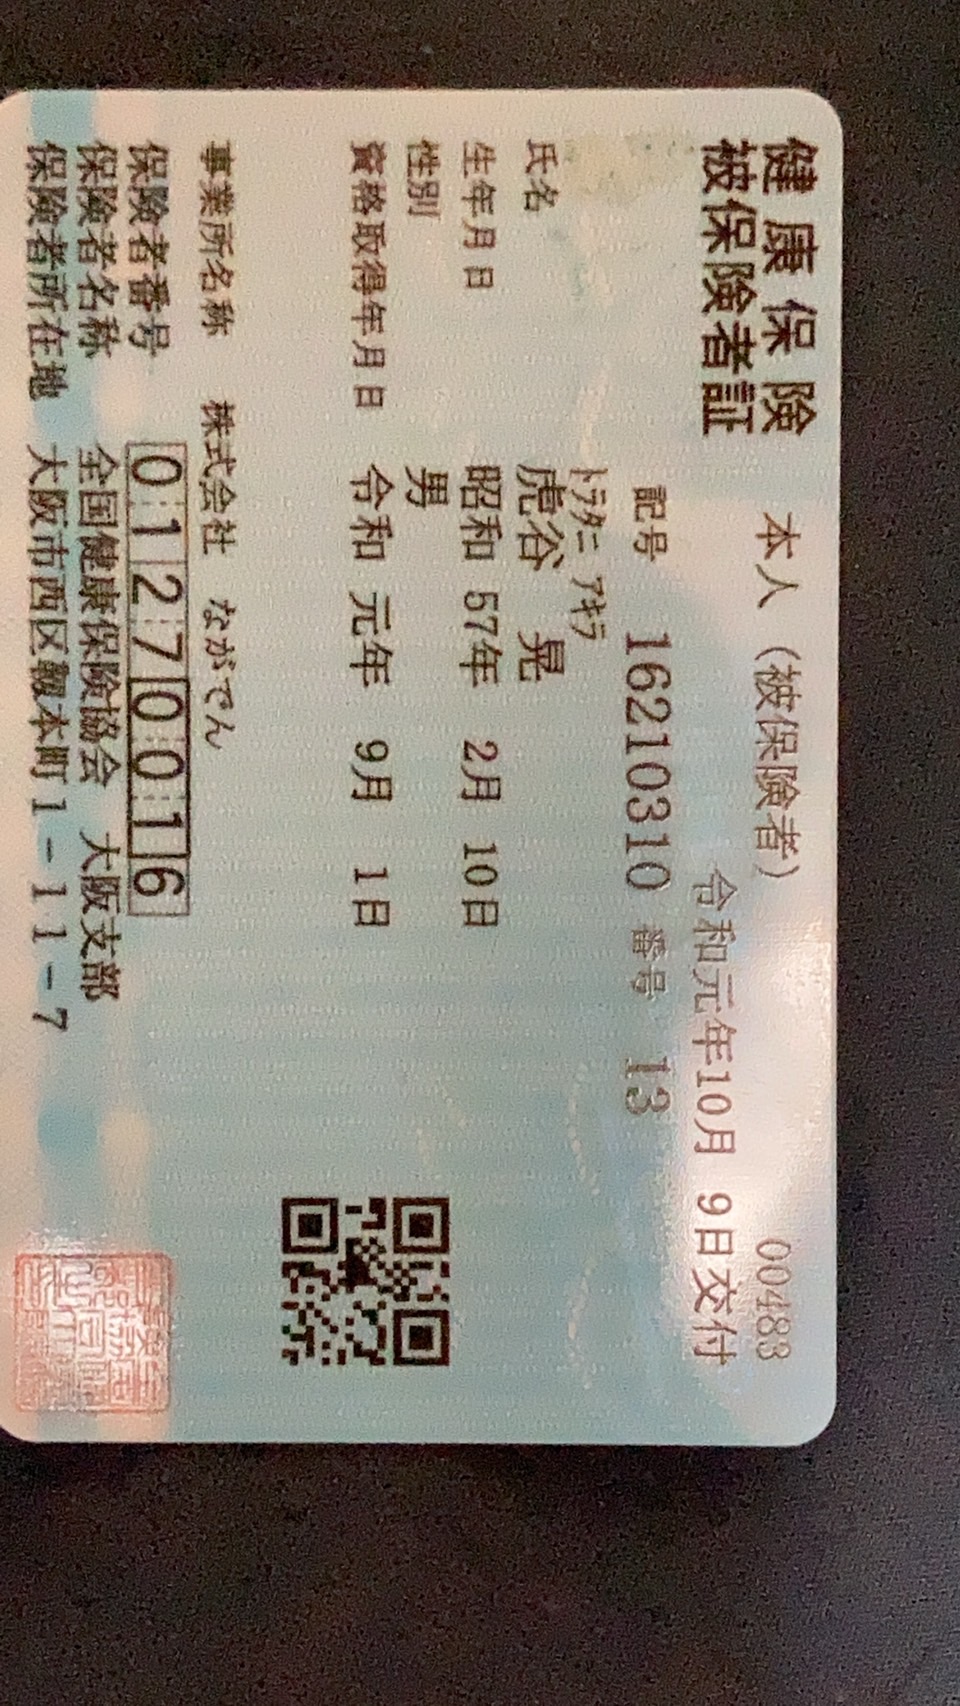 健康保険 本人（被保険者） 00483
被保険者証 令和元年10月 9日交付
記号 16210310 番号 13
ﾄﾗﾀﾆ ｱｷﾗ
氏名 虎谷 晃
生年月日 昭和 57年 2月 10日
性別 男
資格取得年月日 令和 元年 9月 1日
事業所名称 株式会社 ながでん
保険者番号 01270016
保険者名称 全国健康保険協会 大阪支部
保険者所在地 大阪市西区靱本町1－11－7